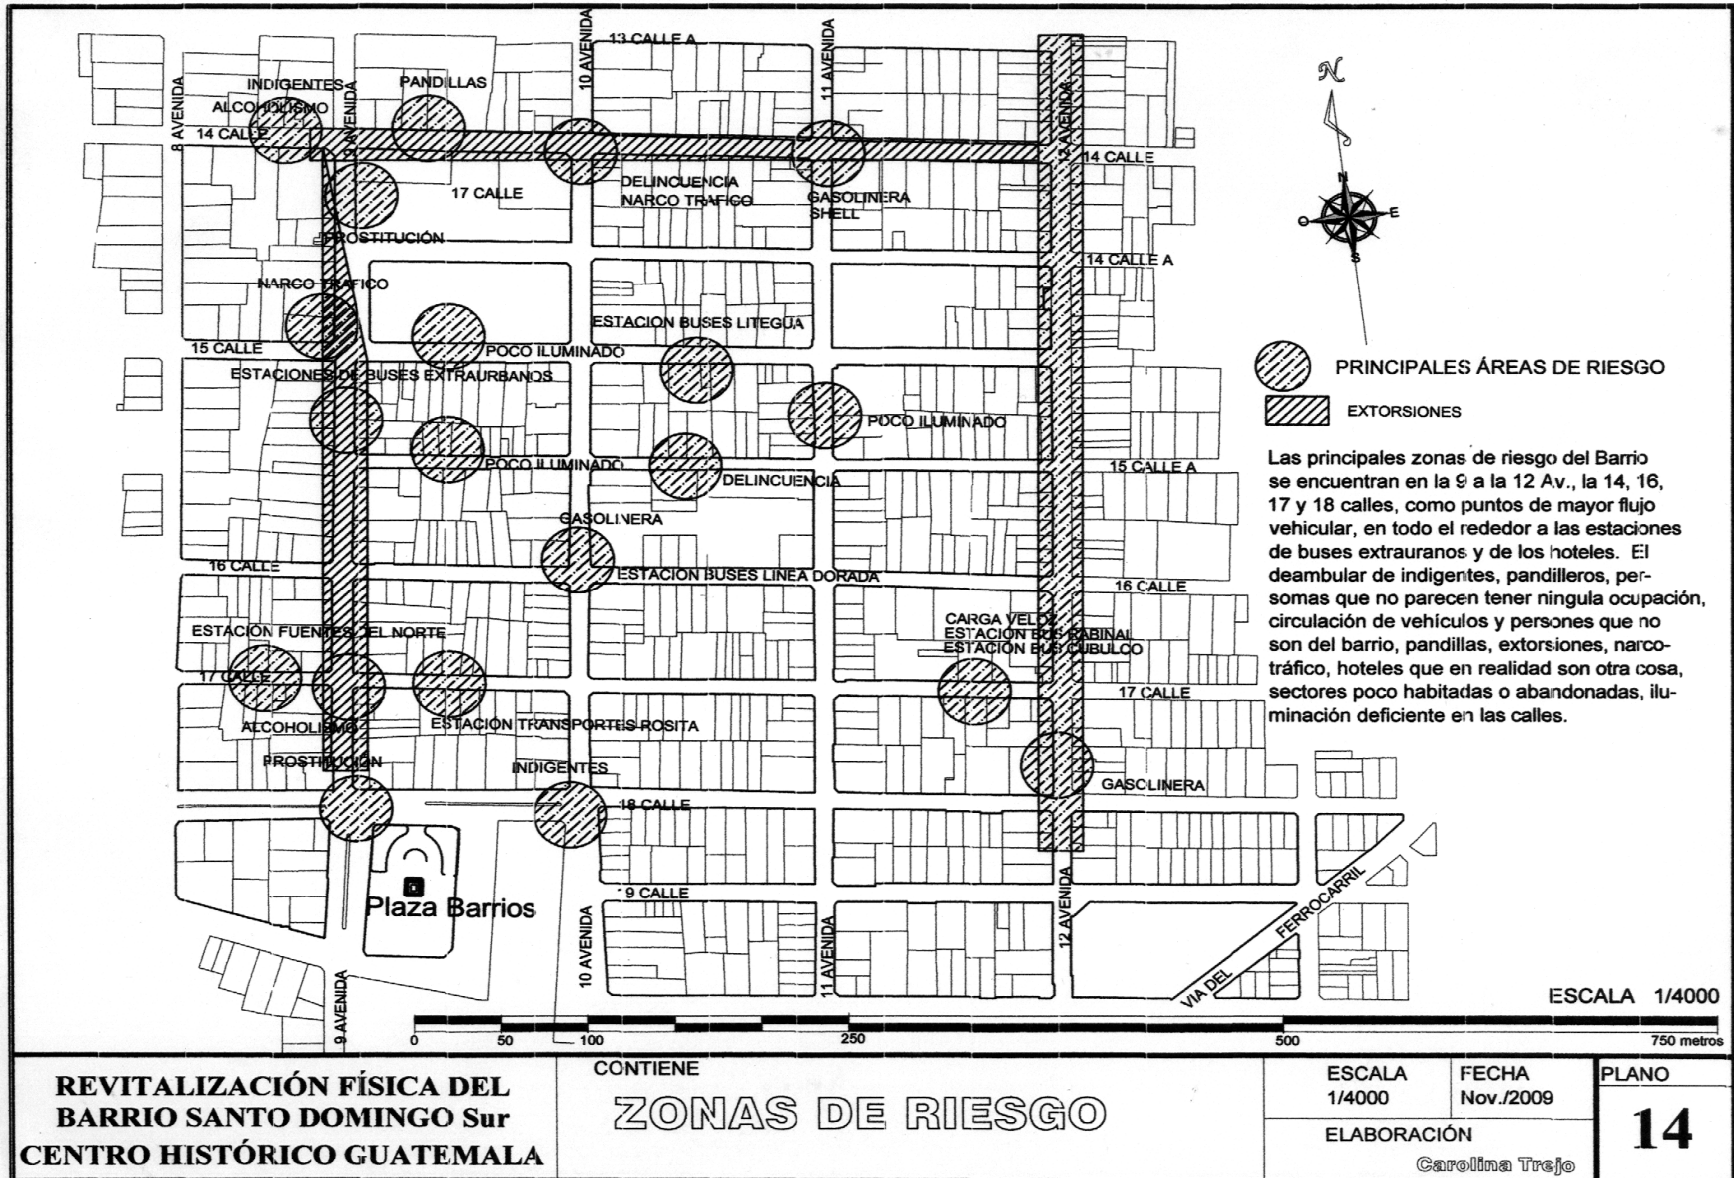 13 CALLE A
10 AVENIDA
11 AVENIDA
8 AVENIDA
INDIGENTES
PANDILLAS
ALCOHOLISMO
9 AVENIDA
12 AVENIDA
14 CALLE
14 CALLE
17 CALLE
DELINCUENCIA
NARCO TRAFICO
GASOLINERA
SHELL
PROSTITUCIÓN
14 CALLE A
NARCO TRAFICO
ESTACION BUSES LITEGUA
15 CALLE
POCO ILUMINADO
ESTACIONES DE BUSES EXTRAURBANOS
POCO ILUMINADO
POCO ILUMINADO
15 CALLE A
DELINCUENCIA
GASOLINERA
16 CALLE
ESTACION BUSES LINEA DORADA
16 CALLE
CARGA VELOZ
ESTACIÓN BUS RABINAL
ESTACIÓN BUS CUBULCO
ESTACIÓN FUENTES DEL NORTE
17 CALLE
17 CALLE
ALCOHOLISMO
ESTACIÓN TRANSPORTES ROSITA
PROSTITUCIÓN
INDIGENTES
GASOLINERA
18 CALLE
19 CALLE
Plaza Barrios
9 AVENIDA
10 AVENIDA
11 AVENIDA
12 AVENIDA
VIA DEL FERROCARRIL
N
N
O E
S
PRINCIPALES ÁREAS DE RIESGO
EXTORSIONES
Las principales zonas de riesgo del Barrio
se encuentran en la 9 a la 12 Av., la 14, 16,
17 y 18 calles, como puntos de mayor flujo
vehicular, en todo el rededor a las estaciones
de buses extrauranos y de los hoteles. El
deambular de indigentes, pandilleros, per-
somas que no parecen tener ningula ocupación,
circulación de vehículos y persones que no
son del barrio, pandillas, extorsiones, narco-
tráfico, hoteles que en realidad son otra cosa,
sectores poco habitadas o abandonadas, ilu-
minación deficiente en las calles.
ESCALA 1/4000
0 50 100 250 500 750 metros
REVITALIZACIÓN FÍSICA DEL
BARRIO SANTO DOMINGO Sur
CENTRO HISTÓRICO GUATEMALA
CONTIENE
ZONAS DE RIESGO
ESCALA
1/4000
FECHA
Nov./2009
ELABORACIÓN
Carolina Trejo
PLANO
14